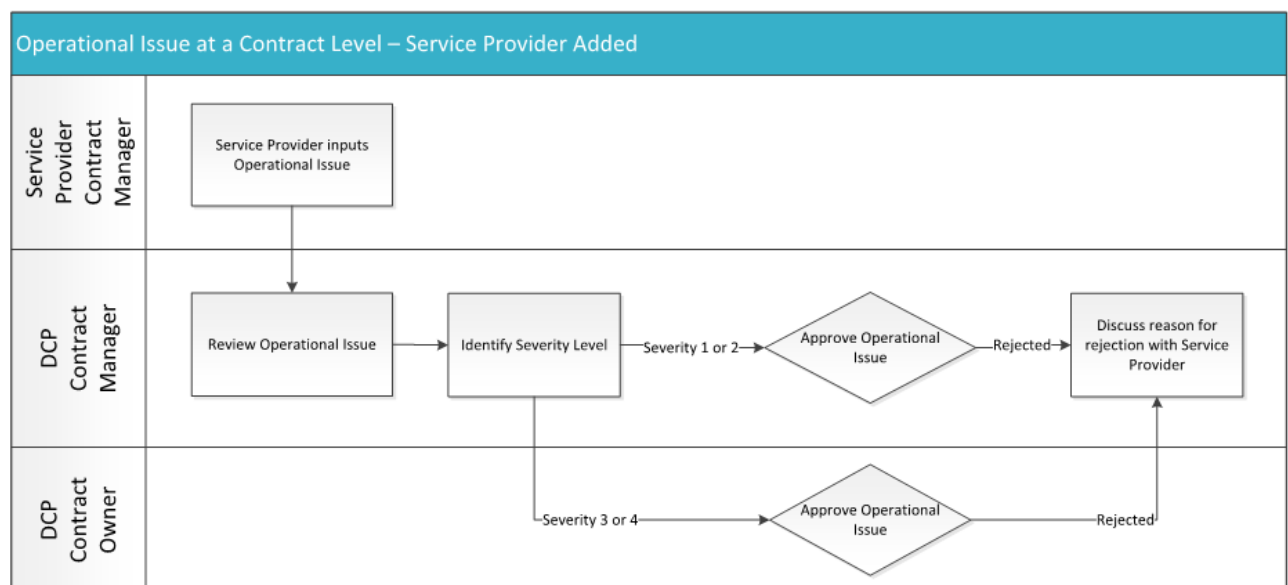 Operational Issue at a Contract Level – Service Provider Added
Service
Provider
Contract
Manager
Service Provider inputs
Operational Issue
DCP
Contract
Manager
Review Operational Issue
Identify Severity Level
Severity 1 or 2
Approve Operational
Issue
Rejected
Discuss reason for
rejection with Service
Provider
DCP
Contract
Owner
Severity 3 or 4
Approve Operational
Issue
Rejected